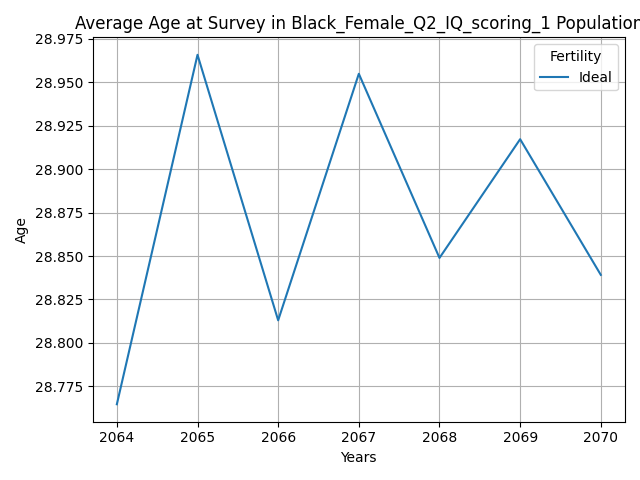 Average Age at Survey in Black_Female_Q2_IQ_scoring_1 Population
28.975
28.950
28.925
28.900
28.875
28.850
28.825
28.800
28.775
Age
Fertility
Ideal
2064 2065 2066 2067 2068 2069 2070
Years